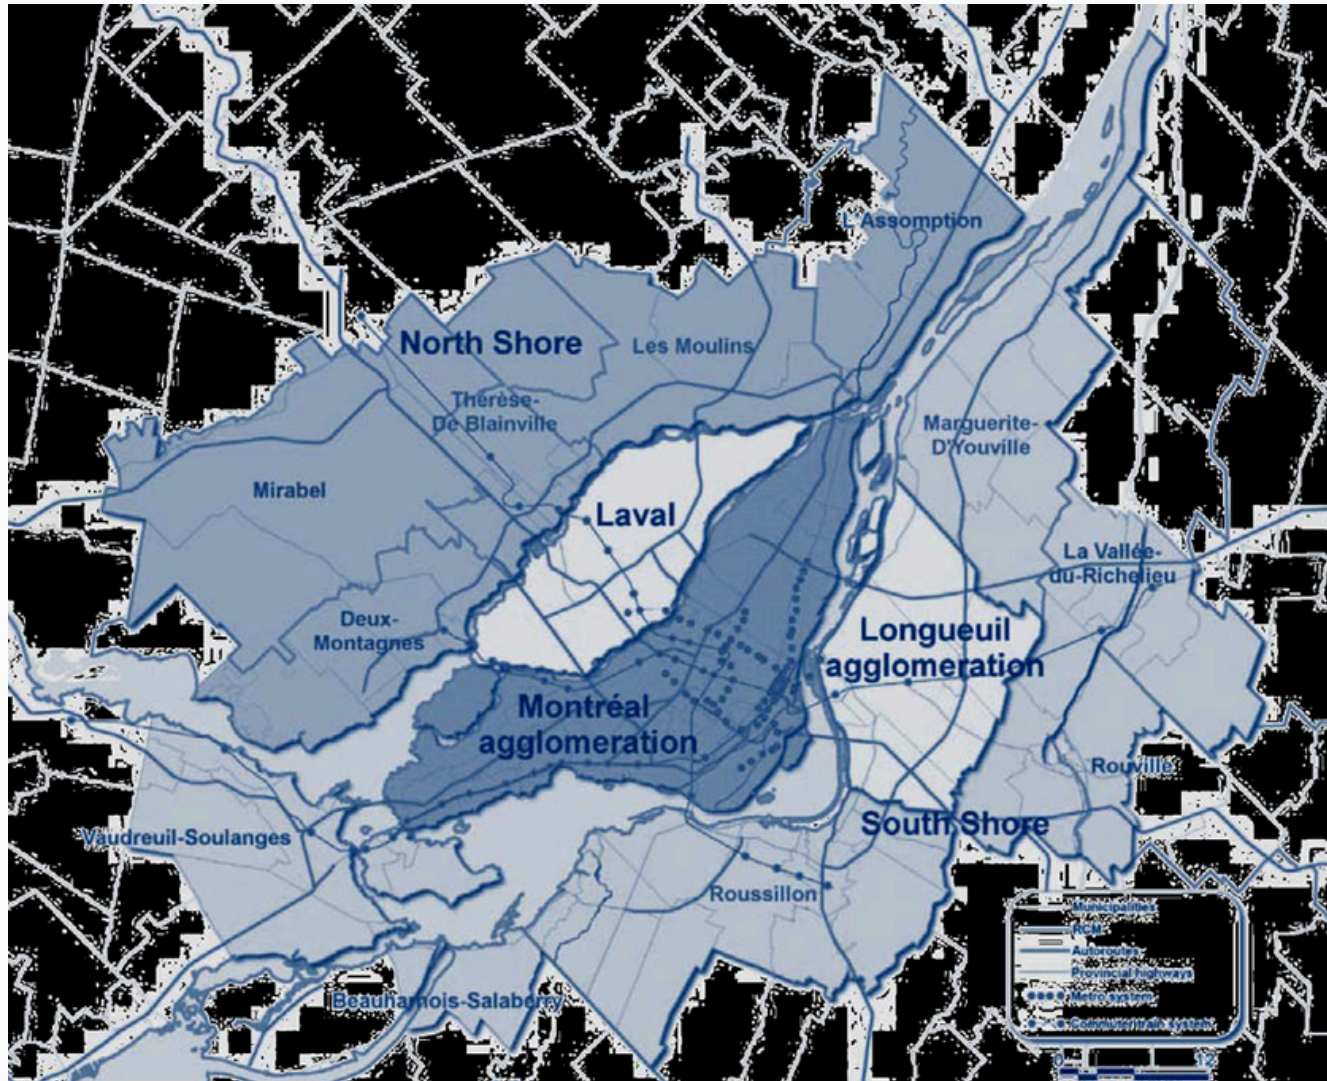 L'Assomption
North Shore
Les Moulins
Thérèse-
De Blainville
Marguerite-
D'Youville
Mirabel
Laval
La Vallée-
du-Richelieu
Deux-
Montagnes
Longueuil
agglomeration
Montréal
agglomeration
Rouville
Vaudreuil-Soulanges
South Shore
Roussillon
Beauharnois-Salaberry
Municipalities
RCM
Autoroutes
Provincial highways
Metro system
Commuter train system
0 12